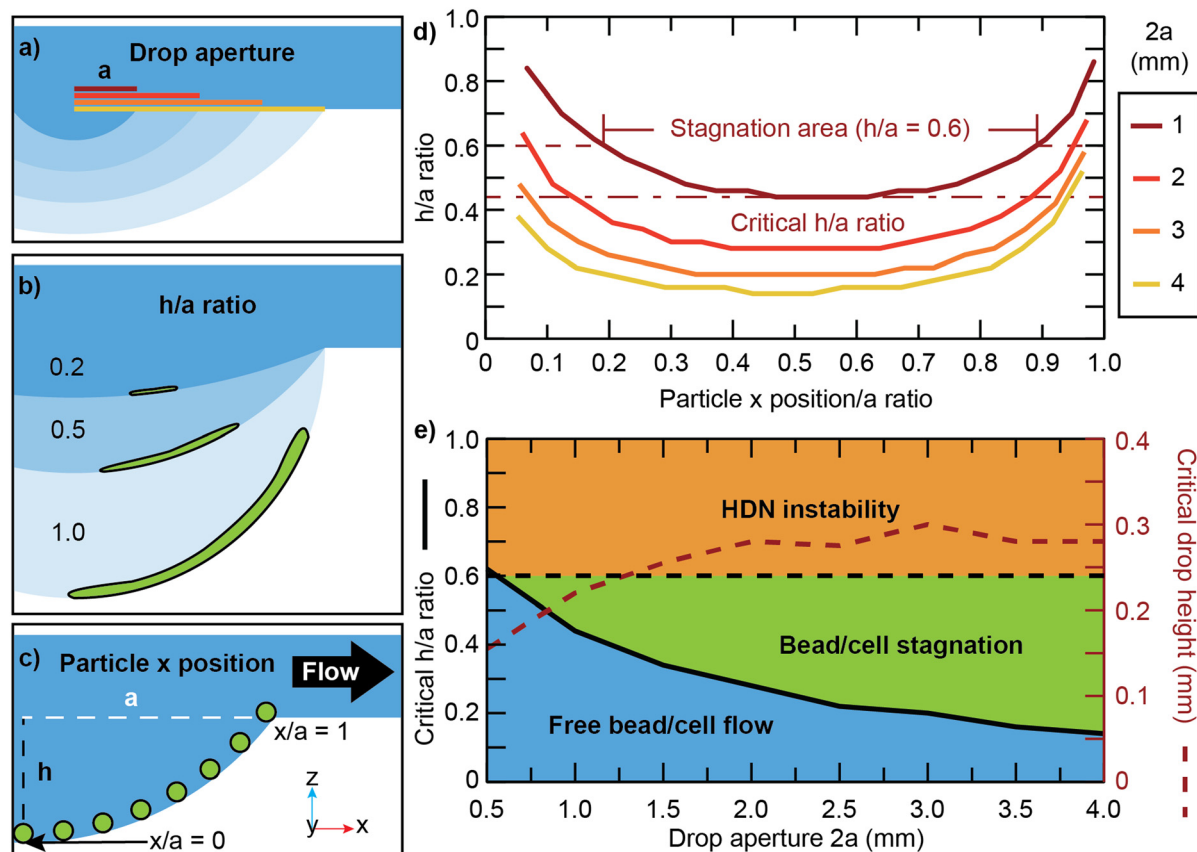 a)
Drop aperture
a
b)
h/a ratio
0.2
0.5
1.0
c)
Particle x position
Flow
a
h
x/a = 1
x/a = 0
z
y
x
d)
h/a ratio
1.0
0.8
0.6
0.4
0.2
0
Stagnation area (h/a = 0.6)
Critical h/a ratio
0
0.1
0.2
0.3
0.4
0.5
0.6
0.7
0.8
0.9
1.0
Particle x position/a ratio
2a
(mm)
1
2
3
4
e)
Critical h/a ratio
1.0
0.8
0.6
0.4
0.2
0
HDN instability
Bead/cell stagnation
Free bead/cell flow
0.5
1.0
1.5
2.0
2.5
3.0
3.5
4.0
Drop aperture 2a (mm)
0.4
0.3
0.2
0.1
0
Critical drop height (mm)